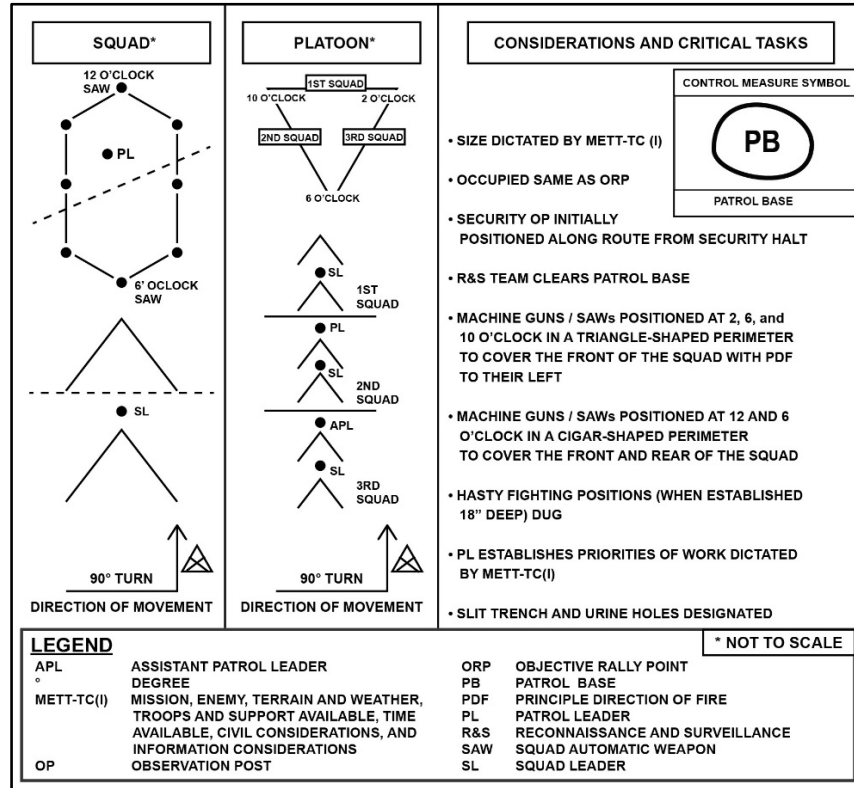 SQUAD*
12 O'CLOCK
SAW
PL
6' OCLOCK
SAW
SL
90° TURN
DIRECTION OF MOVEMENT
PLATOON*
1ST SQUAD
10 O'CLOCK
2 O'CLOCK
2ND SQUAD
3RD SQUAD
6 O'CLOCK
SL
1ST
SQUAD
PL
SL
2ND
SQUAD
APL
SL
3RD
SQUAD
90° TURN
DIRECTION OF MOVEMENT
CONSIDERATIONS AND CRITICAL TASKS
CONTROL MEASURE SYMBOL
PB
PATROL BASE
• SIZE DICTATED BY METT-TC (I)
• OCCUPIED SAME AS ORP
• SECURITY OP INITIALLY
POSITIONED ALONG ROUTE FROM SECURITY HALT
• R&S TEAM CLEARS PATROL BASE
• MACHINE GUNS / SAWs POSITIONED AT 2, 6, and
10 O'CLOCK IN A TRIANGLE-SHAPED PERIMETER
TO COVER THE FRONT OF THE SQUAD WITH PDF
TO THEIR LEFT
• MACHINE GUNS / SAWs POSITIONED AT 12 AND 6
O'CLOCK IN A CIGAR-SHAPED PERIMETER
TO COVER THE FRONT AND REAR OF THE SQUAD
• HASTY FIGHTING POSITIONS (WHEN ESTABLISHED
18" DEEP) DUG
• PL ESTABLISHES PRIORITIES OF WORK DICTATED
BY METT-TC(I)
• SLIT TRENCH AND URINE HOLES DESIGNATED
* NOT TO SCALE
LEGEND
APL ASSISTANT PATROL LEADER
° DEGREE
METT-TC(I) MISSION, ENEMY, TERRAIN AND WEATHER,
TROOPS AND SUPPORT AVAILABLE, TIME
AVAILABLE, CIVIL CONSIDERATIONS, AND
INFORMATION CONSIDERATIONS
OP OBSERVATION POST
ORP OBJECTIVE RALLY POINT
PB PATROL BASE
PDF PRINCIPLE DIRECTION OF FIRE
PL PATROL LEADER
R&S RECONNAISSANCE AND SURVEILLANCE
SAW SQUAD AUTOMATIC WEAPON
SL SQUAD LEADER